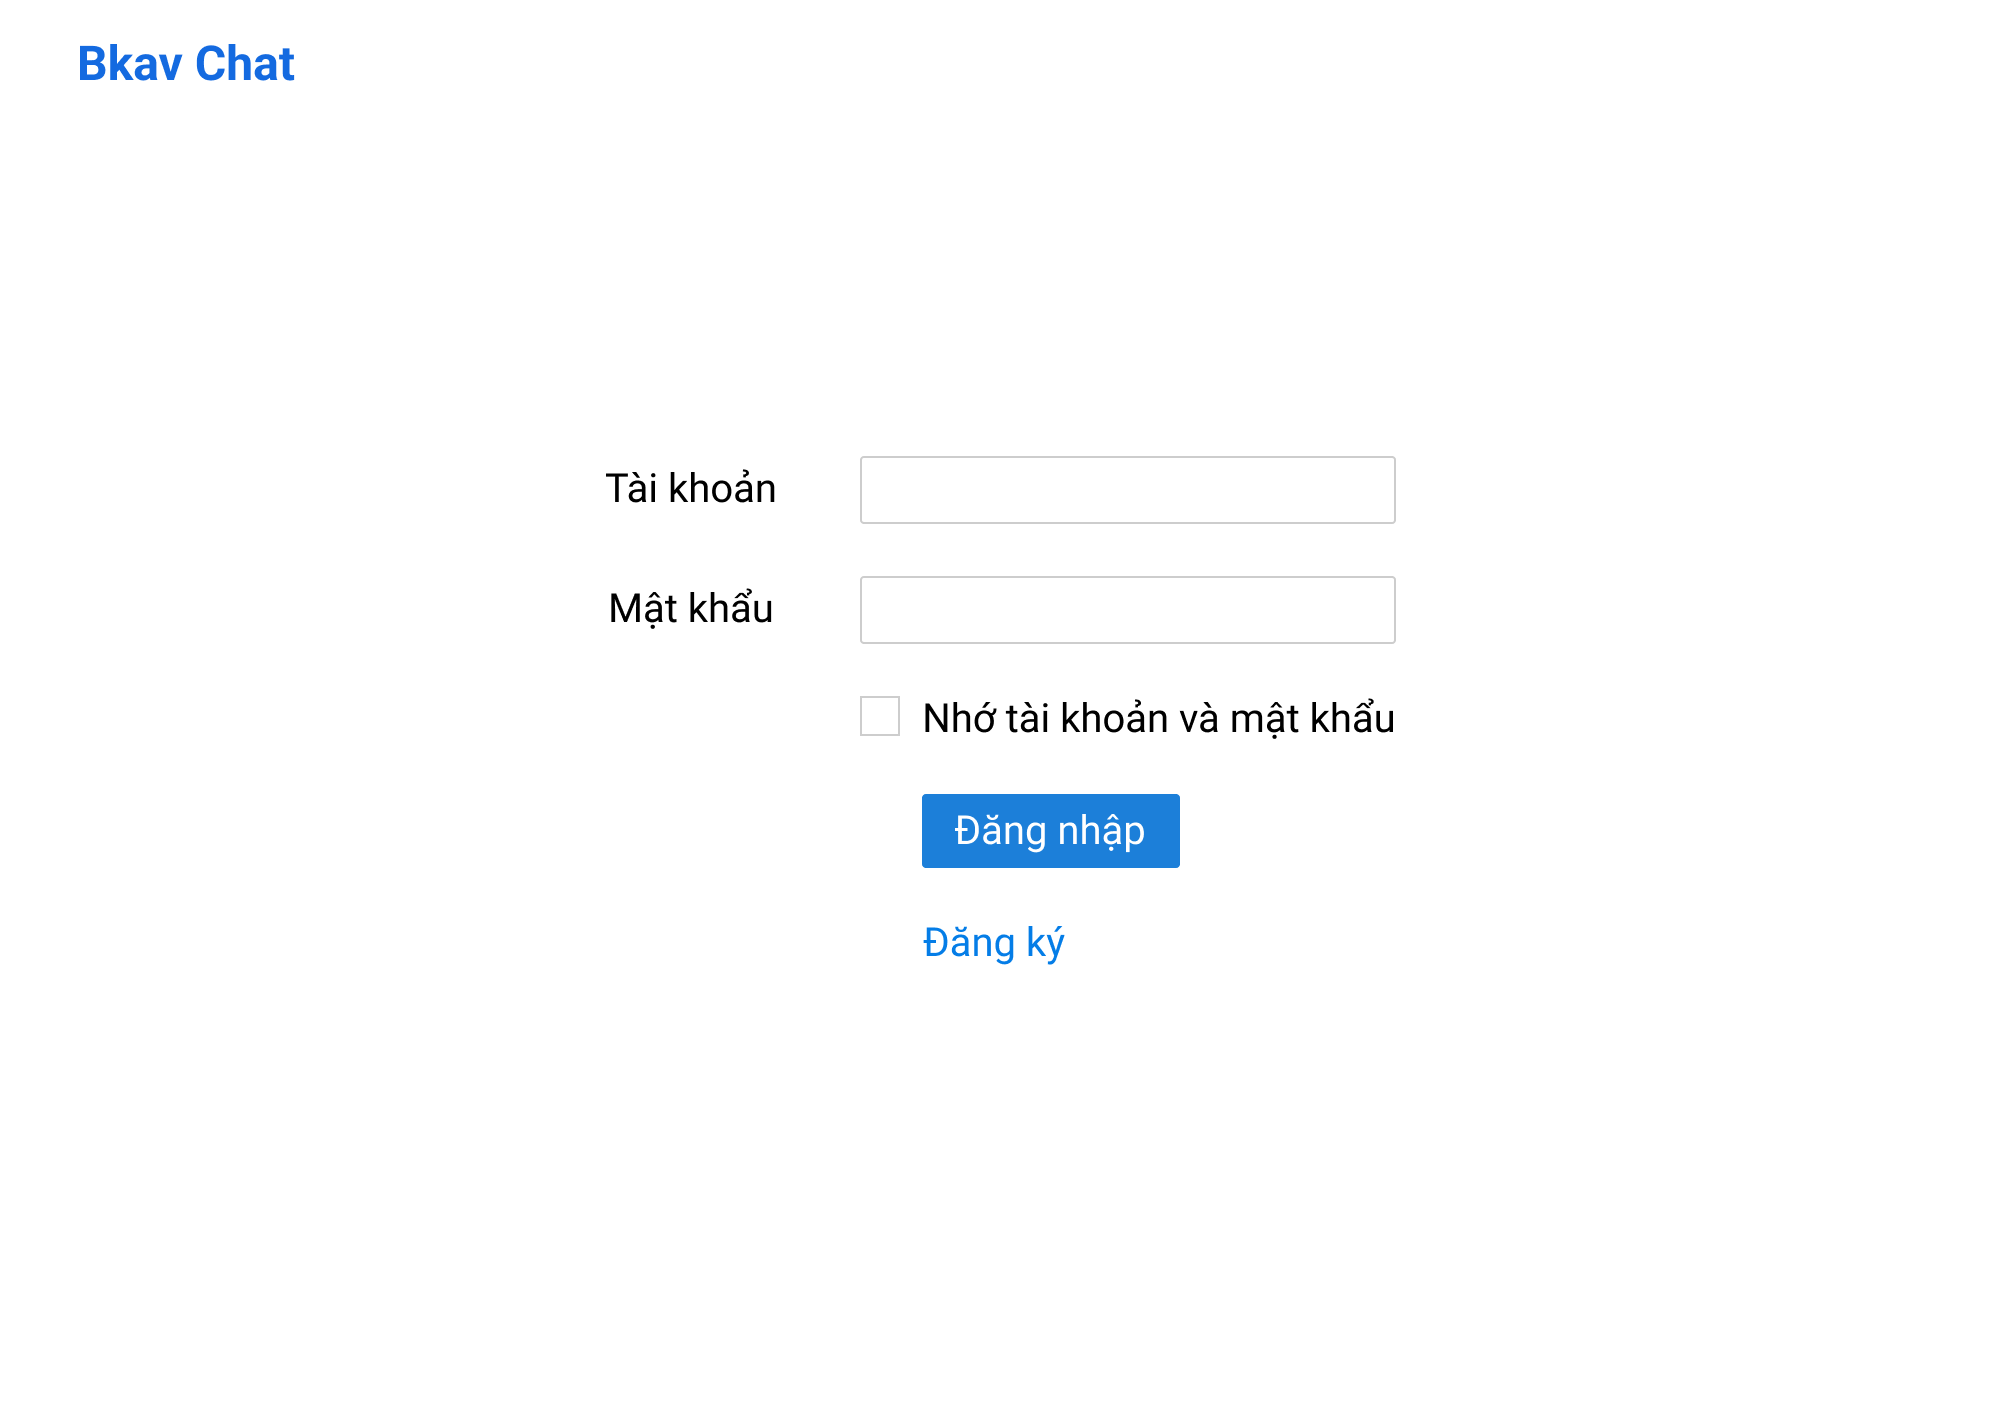 Bkav Chat
Tài khoản
Mật khẩu
Nhớ tài khoản và mật khẩu
Đăng nhập
Đăng ký